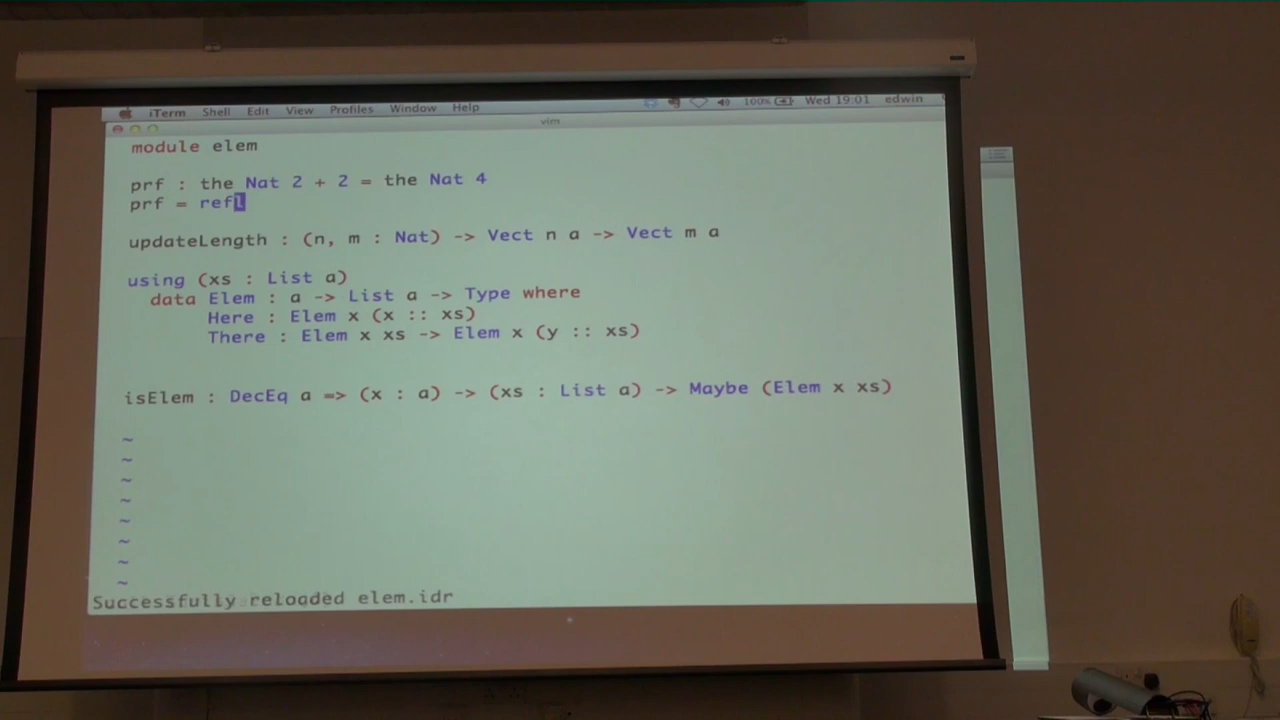 iTerm Shell Edit View Profiles Window Help 100% Wed 19:01 edwin
vim
module elem
prf : the Nat 2 + 2 = the Nat 4
prf = refl
updateLength : (n, m : Nat) -> Vect n a -> Vect m a
using (xs : List a)
data Elem : a -> List a -> Type where
Here : Elem x (x :: xs)
There : Elem x xs -> Elem x (y :: xs)
isElem : DecEq a => (x : a) -> (xs : List a) -> Maybe (Elem x xs)
~
~
~
~
~
~
~
~
Successfully reloaded elem.idr